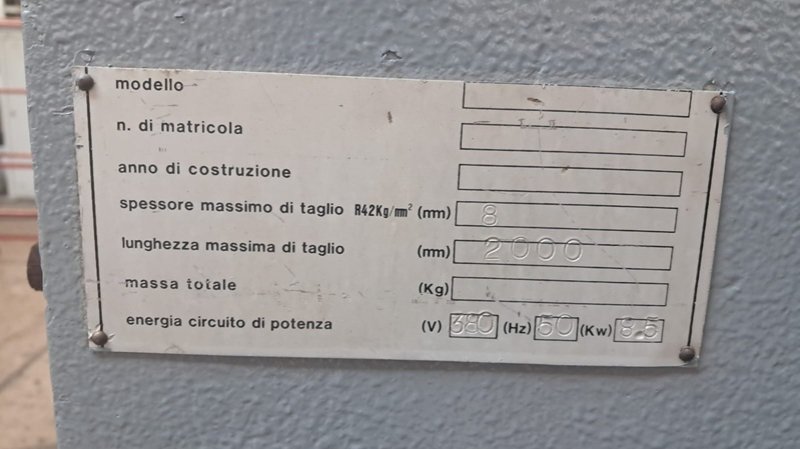 modello
n. di matricola
anno di costruzione
spessore massimo di taglio R42Kg/mm² (mm) 8
lunghezza massima di taglio (mm) 2000
massa totale (Kg)
energia circuito di potenza (V) 380 (Hz) 50 (Kw) 8.5